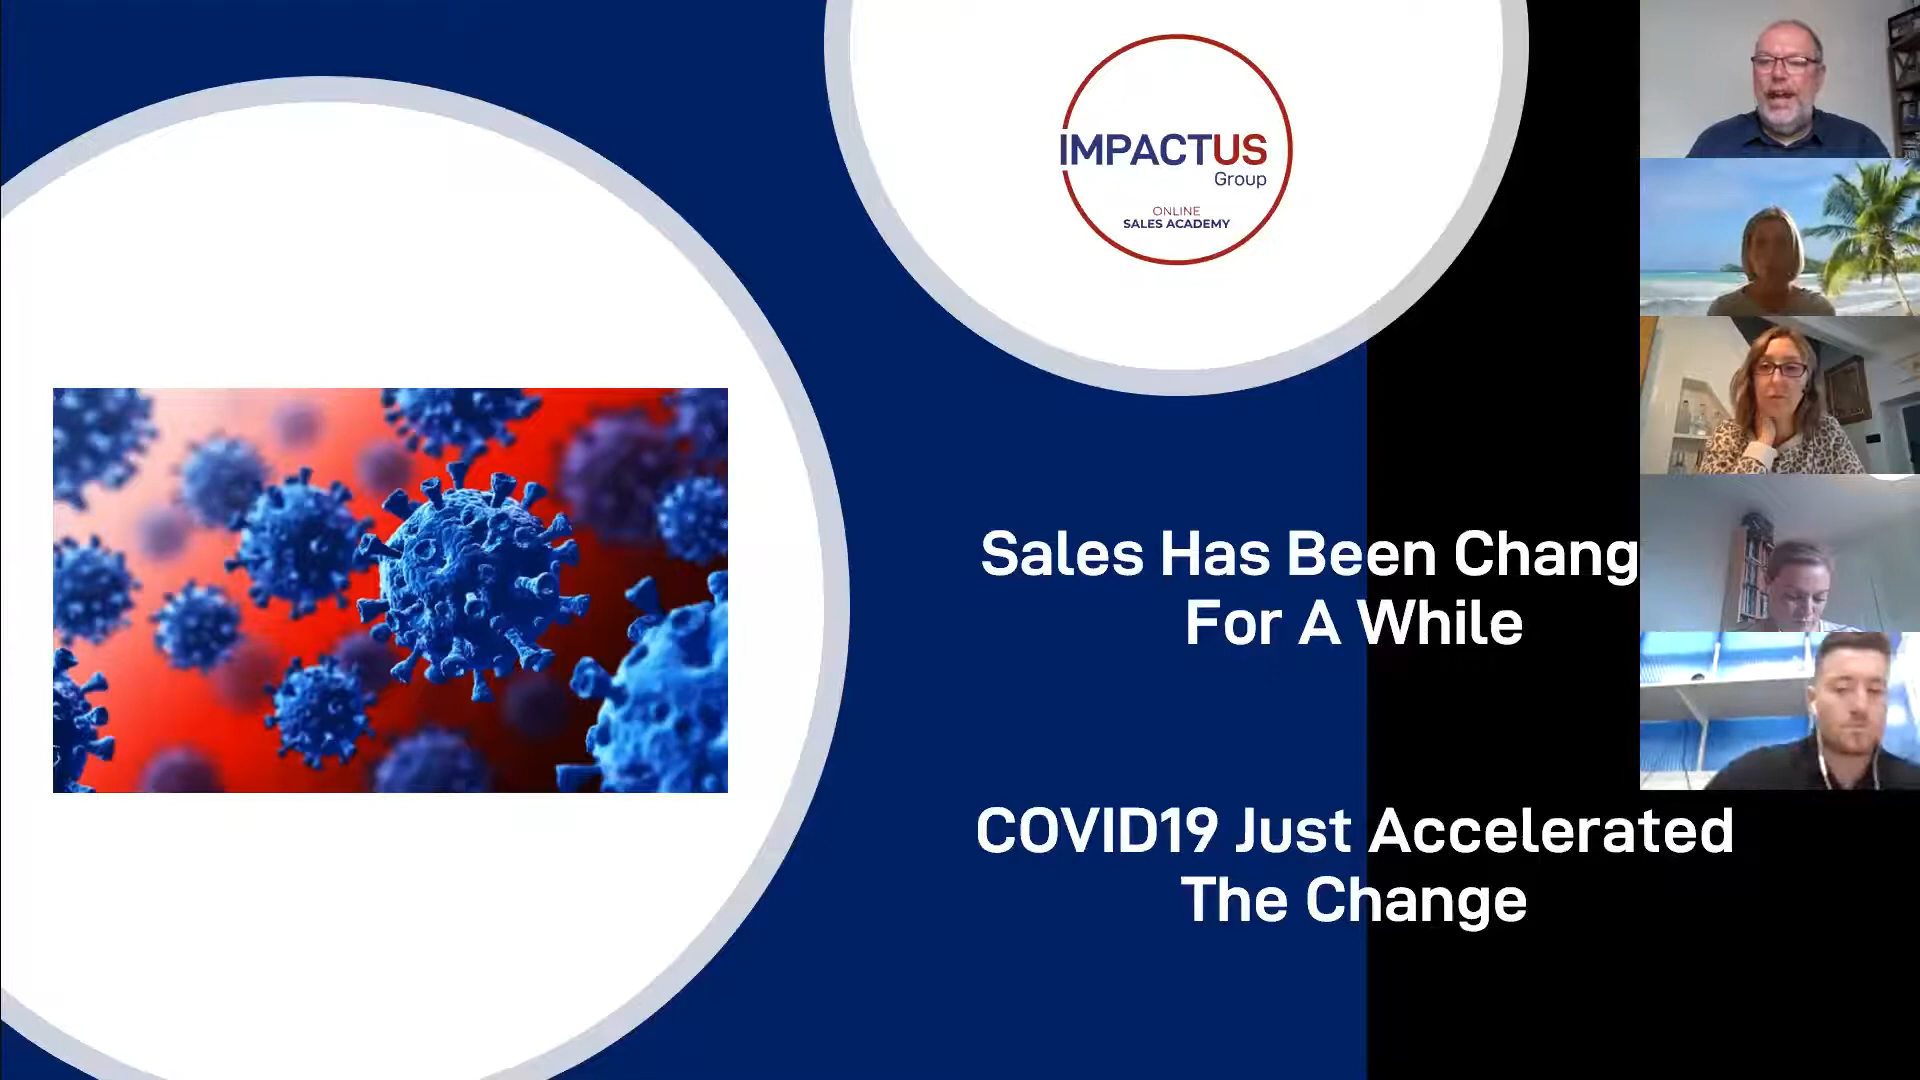 IMPACTUS
Group
ONLINE
SALES ACADEMY
Sales Has Been Chang
For A While
COVID19 Just Accelerated
The Change